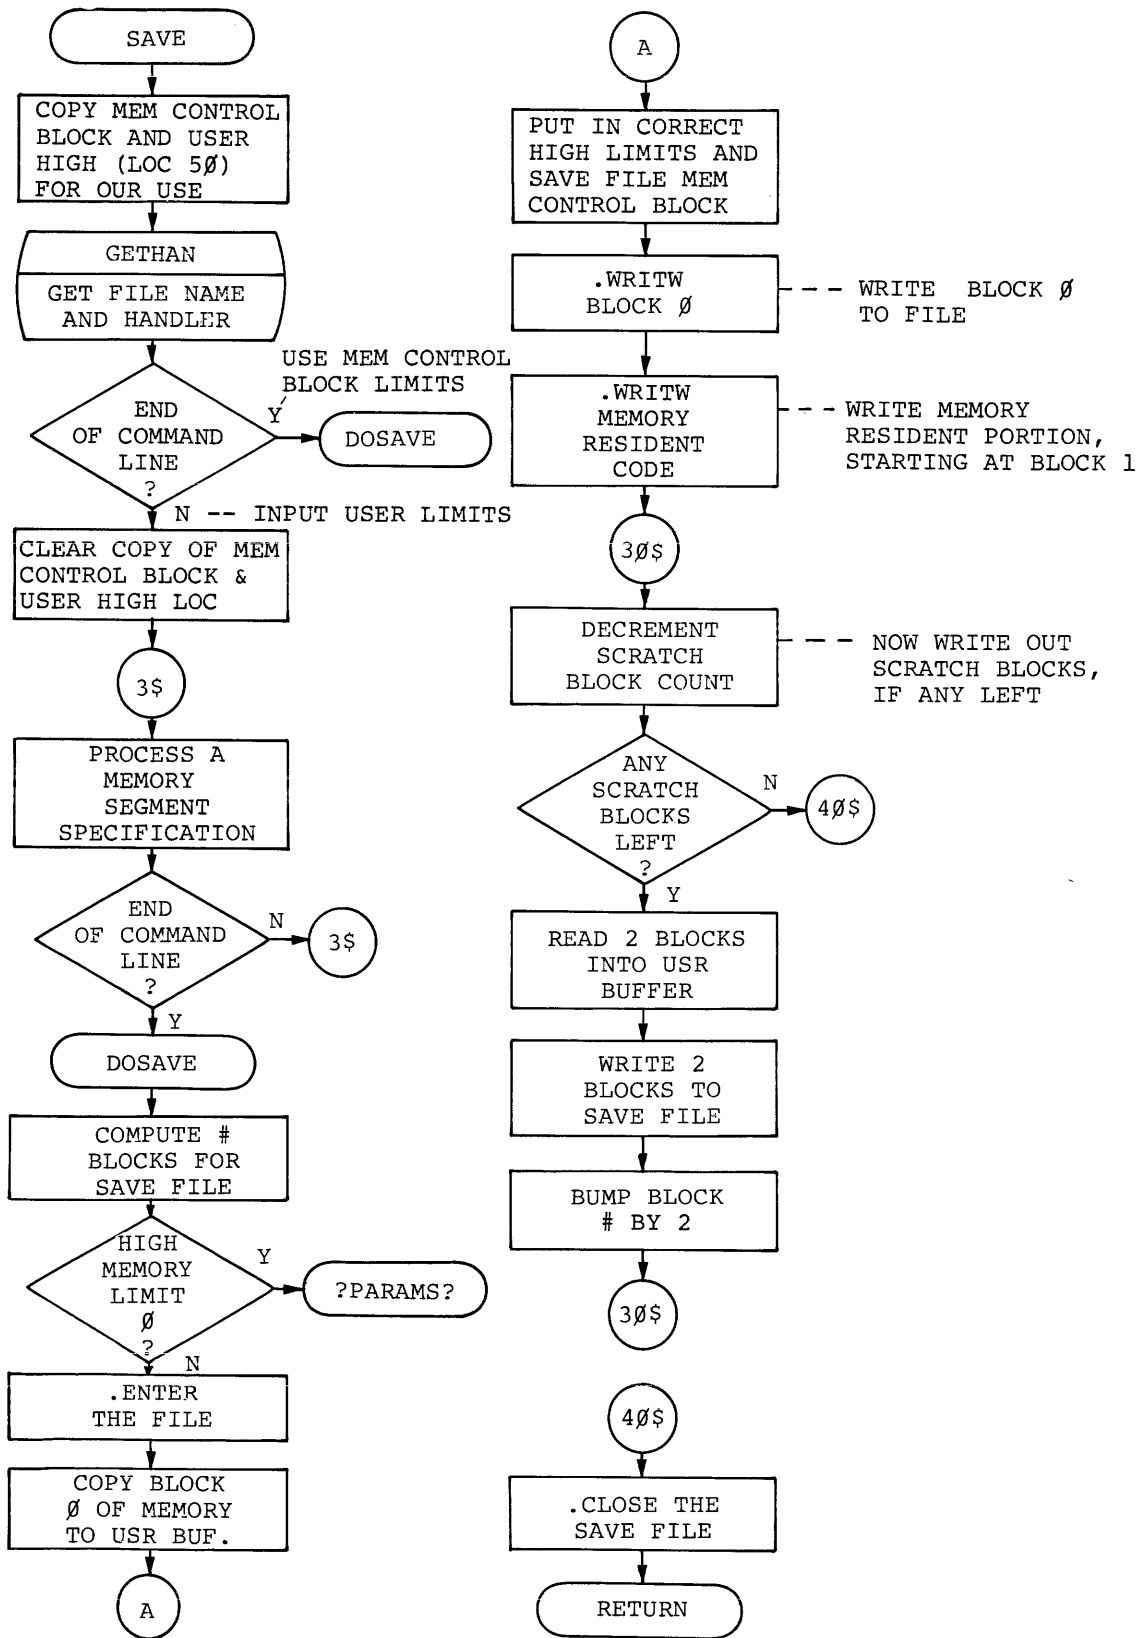 SAVE
COPY MEM CONTROL
BLOCK AND USER
HIGH (LOC 5Ø)
FOR OUR USE
GETHAN
GET FILE NAME
AND HANDLER
USE MEM CONTROL
BLOCK LIMITS
END
OF COMMAND
LINE
?
Y
DOSAVE
N -- INPUT USER LIMITS
CLEAR COPY OF MEM
CONTROL BLOCK &
USER HIGH LOC
3$
PROCESS A
MEMORY
SEGMENT
SPECIFICATION
END
OF COMMAND
LINE
?
N
3$
Y
DOSAVE
COMPUTE #
BLOCKS FOR
SAVE FILE
HIGH
MEMORY
LIMIT
Ø
?
Y
?PARAMS?
N
.ENTER
THE FILE
COPY BLOCK
Ø OF MEMORY
TO USR BUF.
A
A
PUT IN CORRECT
HIGH LIMITS AND
SAVE FILE MEM
CONTROL BLOCK
.WRITW
BLOCK Ø
--- WRITE BLOCK Ø
TO FILE
.WRITW
MEMORY
RESIDENT
CODE
--- WRITE MEMORY
RESIDENT PORTION,
STARTING AT BLOCK 1
3Ø$
DECREMENT
SCRATCH
BLOCK COUNT
--- NOW WRITE OUT
SCRATCH BLOCKS,
IF ANY LEFT
ANY
SCRATCH
BLOCKS
LEFT
?
N
4Ø$
Y
READ 2 BLOCKS
INTO USR
BUFFER
WRITE 2
BLOCKS TO
SAVE FILE
BUMP BLOCK
# BY 2
3Ø$
4Ø$
.CLOSE THE
SAVE FILE
RETURN